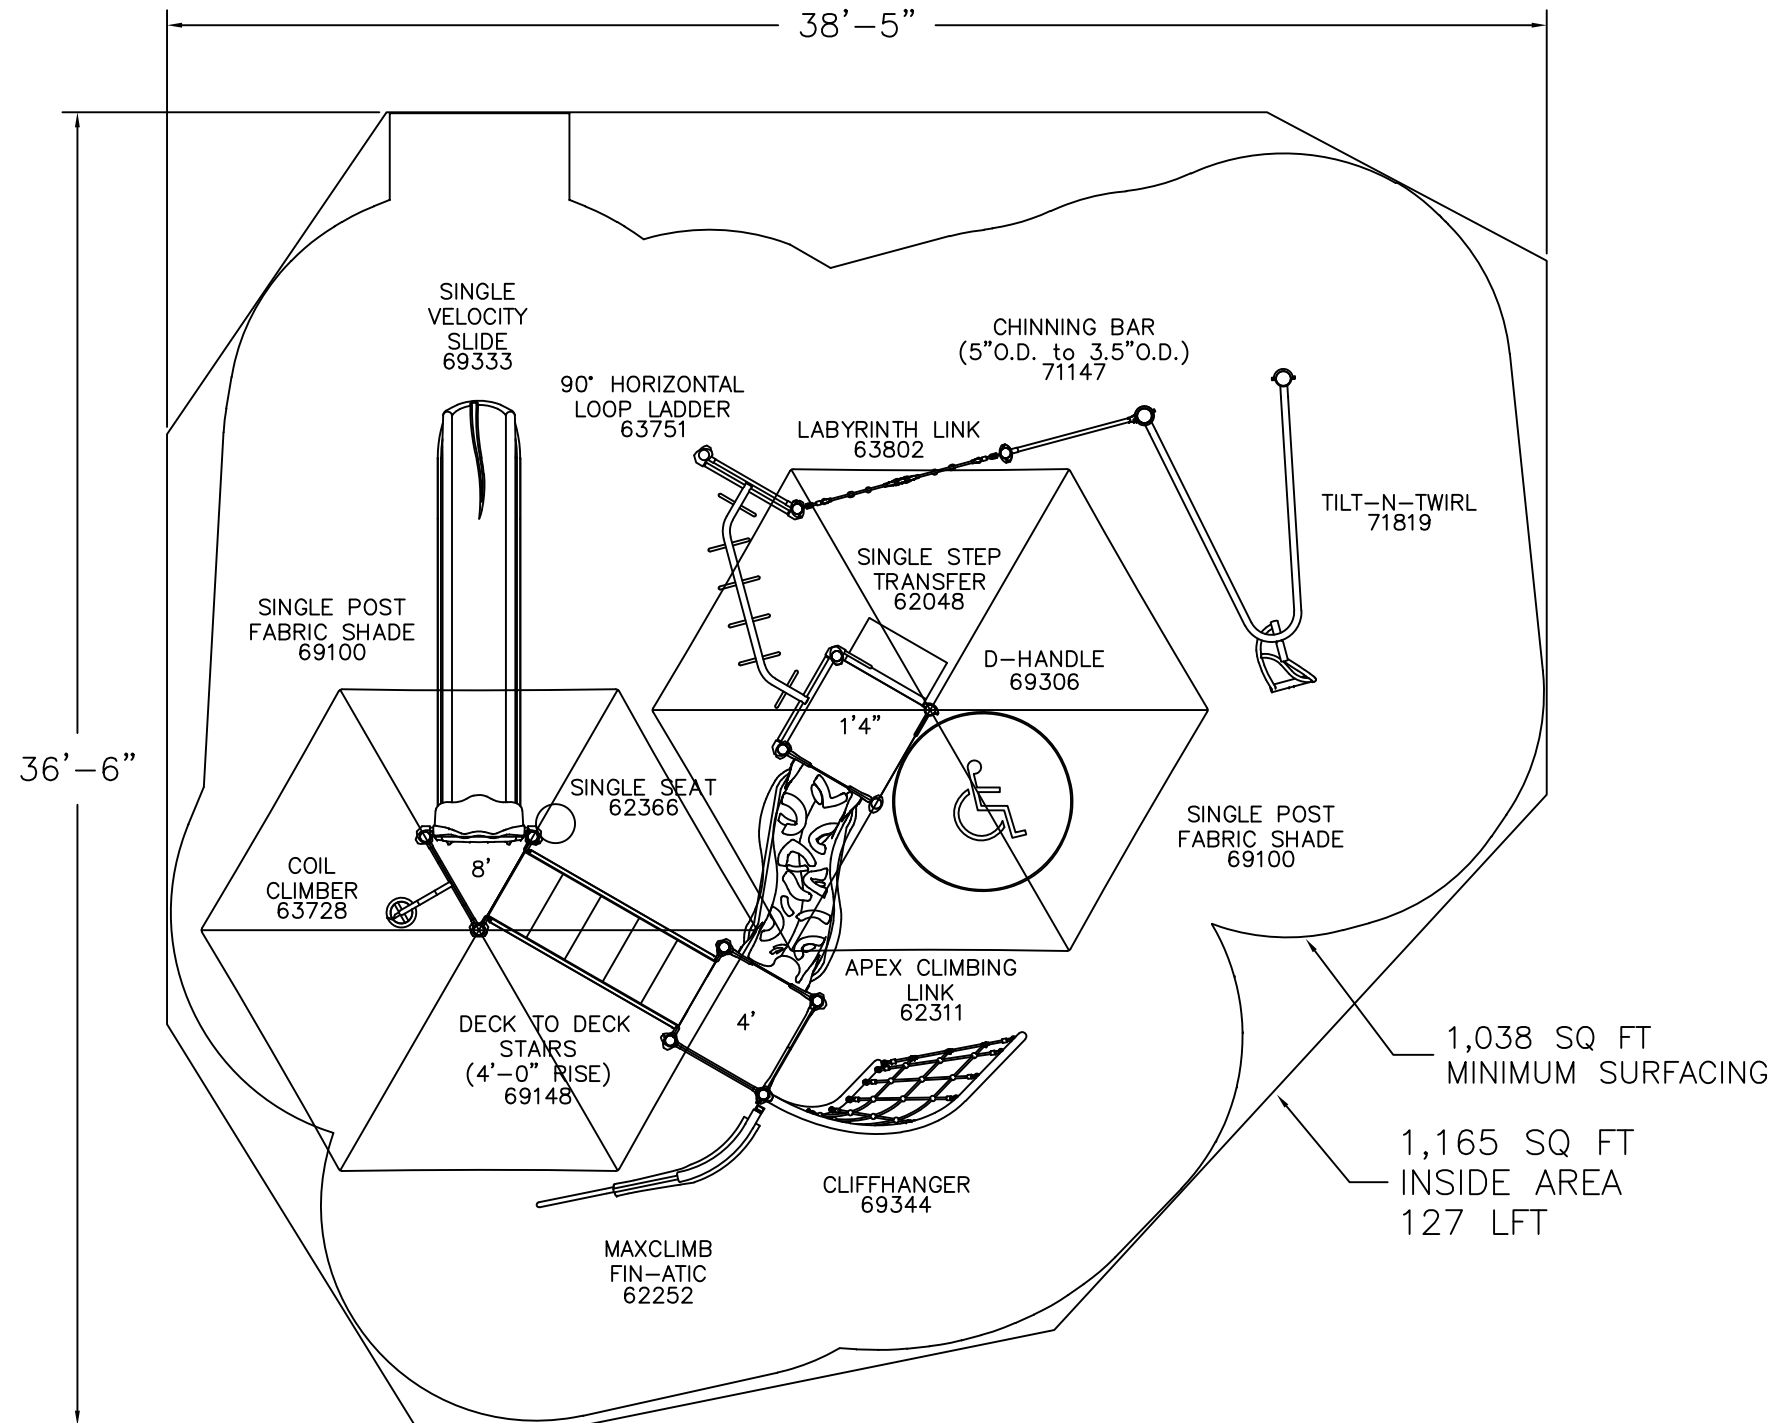 38'-5"
SINGLE
VELOCITY
SLIDE
69333
CHINNING BAR
(5"O.D. to 3.5"O.D.)
71147
90° HORIZONTAL
LOOP LADDER
63751
LABYRINTH LINK
63802
TILT-N-TWIRL
71819
SINGLE STEP
TRANSFER
62048
SINGLE POST
FABRIC SHADE
69100
D-HANDLE
69306
1'4"
36'-6"
SINGLE SEAT
62366
SINGLE POST
FABRIC SHADE
69100
COIL
CLIMBER
63728
8'
APEX CLIMBING
LINK
62311
DECK TO DECK
STAIRS
(4'-0" RISE)
69148
4'
1,038 SQ FT
MINIMUM SURFACING
1,165 SQ FT
INSIDE AREA
127 LFT
CLIFFHANGER
69344
MAXCLIMB
FIN-ATIC
62252